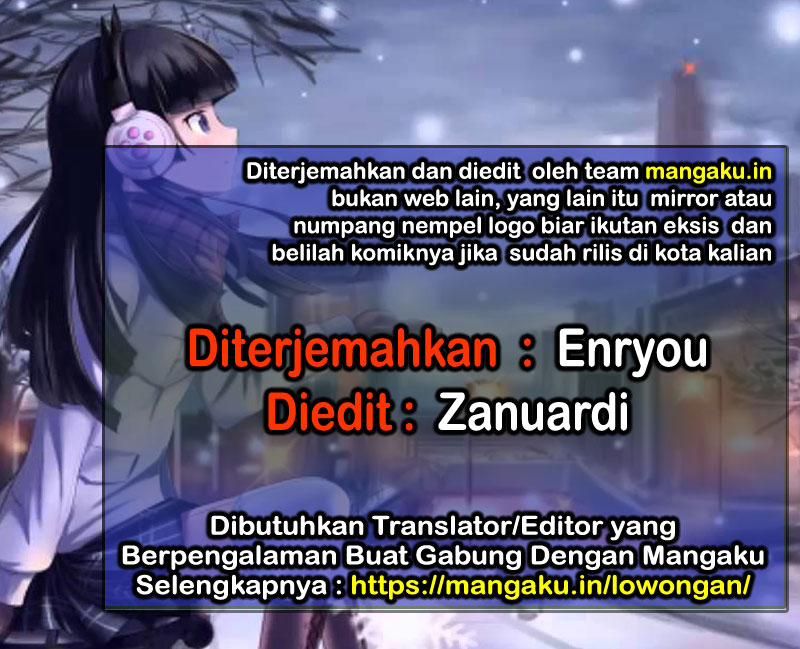 Diterjemahkan dan diedit oleh team mangaku.in
bukan web lain, yang lain itu mirror atau
numpang nempel logo biar ikutan eksis dan
belilah komiknya jika sudah rilis di kota kalian
Diterjemahkan : Enryou
Diedit : Zanuardi
Dibutuhkan Translator/Editor yang
Berpengalaman Buat Gabung Dengan Mangaku
Selengkapnya : https://mangaku.in/lowongan/